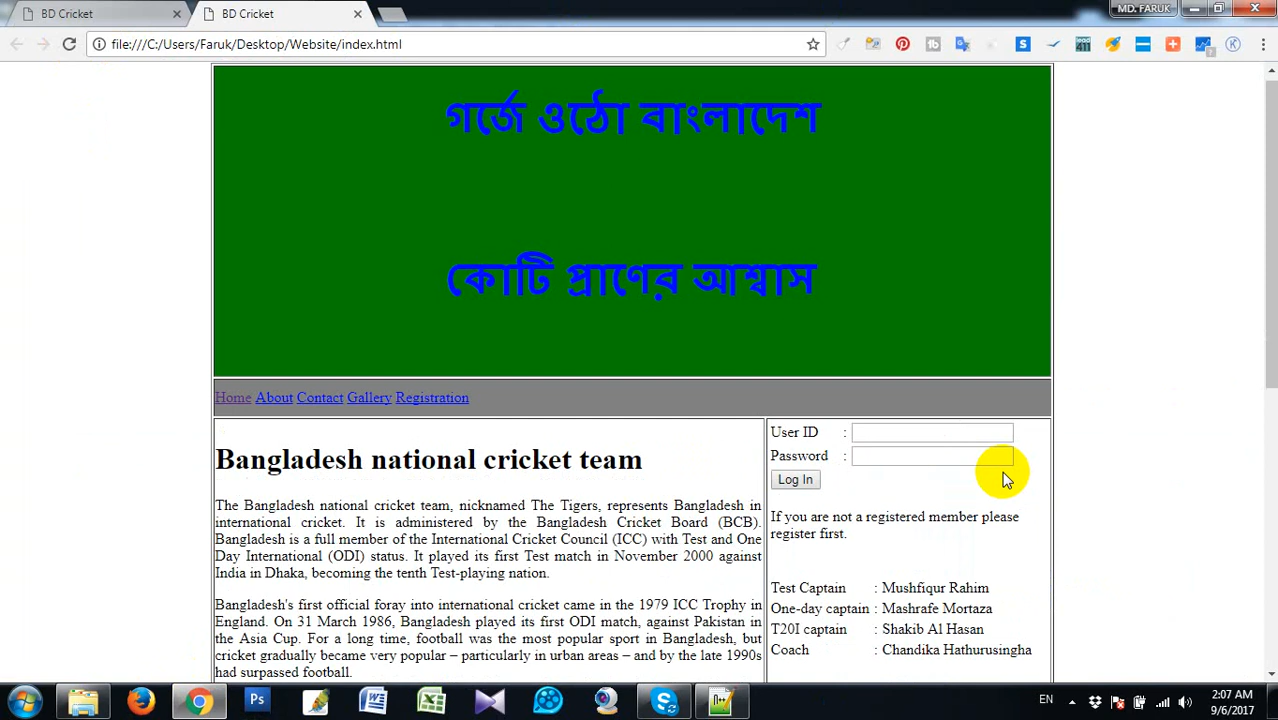 BD Cricket
BD Cricket
MD. FARUK
file:///C:/Users/Faruk/Desktop/Website/index.html
গর্জে ওঠো বাংলাদেশ
কোটি প্রাণের আশ্বাস
Home About Contact Gallery Registration
Bangladesh national cricket team
The Bangladesh national cricket team, nicknamed The Tigers, represents Bangladesh in
international cricket. It is administered by the Bangladesh Cricket Board (BCB).
Bangladesh is a full member of the International Cricket Council (ICC) with Test and One
Day International (ODI) status. It played its first Test match in November 2000 against
India in Dhaka, becoming the tenth Test-playing nation.
Bangladesh's first official foray into international cricket came in the 1979 ICC Trophy in
England. On 31 March 1986, Bangladesh played its first ODI match, against Pakistan in
the Asia Cup. For a long time, football was the most popular sport in Bangladesh, but
cricket gradually became very popular – particularly in urban areas – and by the late 1990s
had surpassed football.
User ID :
Password :
Log In
If you are not a registered member please
register first.
Test Captain : Mushfiqur Rahim
One-day captain : Mashrafe Mortaza
T20I captain : Shakib Al Hasan
Coach : Chandika Hathurusingha
EN
2:07 AM
9/6/2017